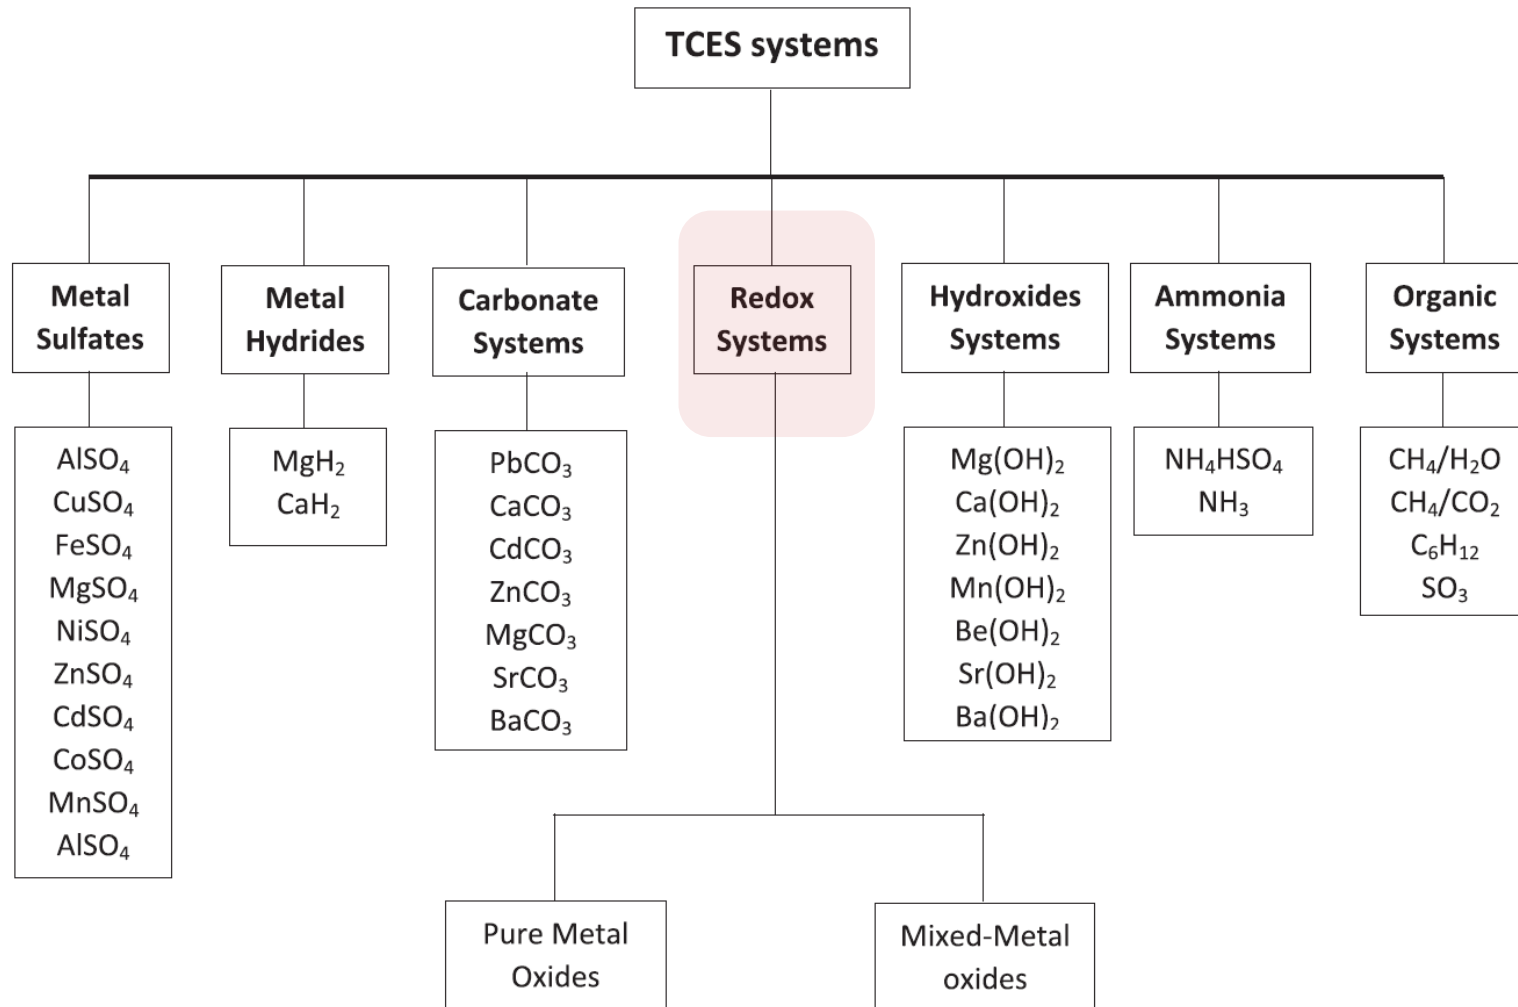 TCES systems
Metal
Sulfates
Metal
Hydrides
Carbonate
Systems
Redox
Systems
Hydroxides
Systems
Ammonia
Systems
Organic
Systems
AlSO₄
CuSO₄
FeSO₄
MgSO₄
NiSO₄
ZnSO₄
CdSO₄
CoSO₄
MnSO₄
AlSO₄
MgH₂
CaH₂
PbCO₃
CaCO₃
CdCO₃
ZnCO₃
MgCO₃
SrCO₃
BaCO₃
Mg(OH)₂
Ca(OH)₂
Zn(OH)₂
Mn(OH)₂
Be(OH)₂
Sr(OH)₂
Ba(OH)₂
NH₄HSO₄
NH₃
CH₄/H₂O
CH₄/CO₂
C₆H₁₂
SO₃
Pure Metal
Oxides
Mixed-Metal
oxides